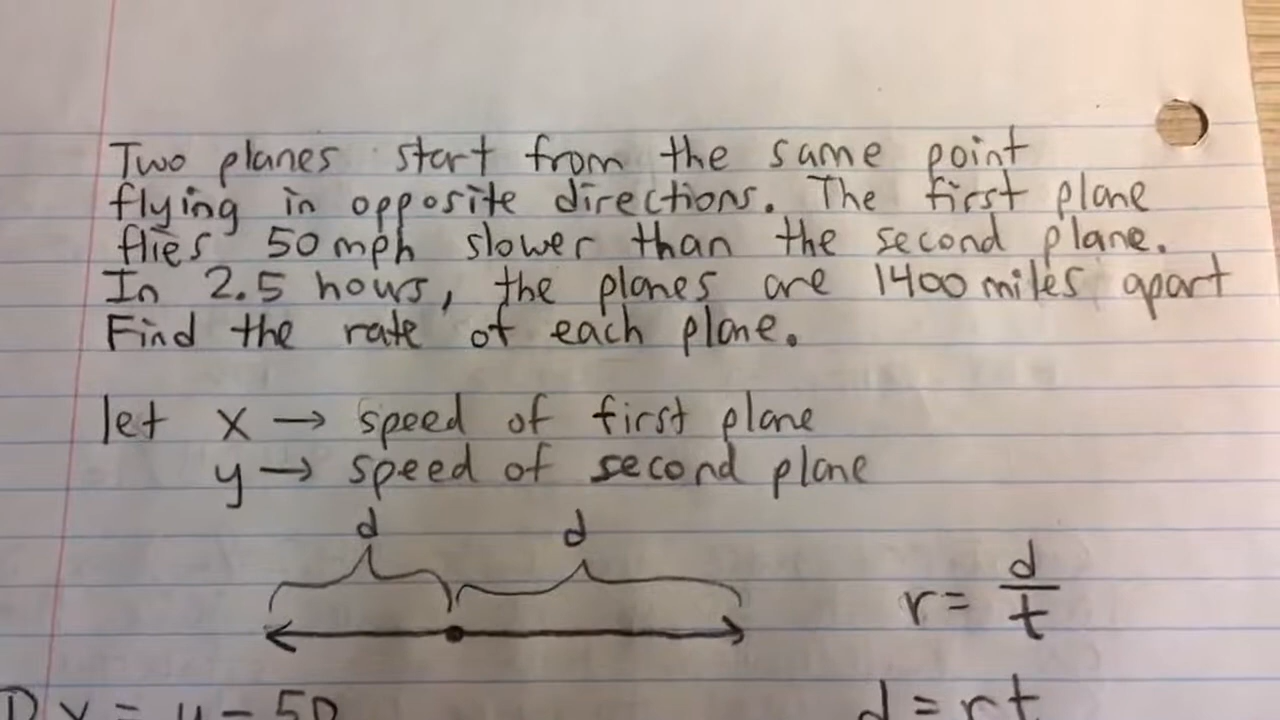 Two planes start from the same point
flying in opposite directions. The first plane
flies 50 mph slower than the second plane.
In 2.5 hours, the planes are 1400 miles apart
Find the rate of each plane.
let x → speed of first plane
y → speed of second plane
d d
r = d/t
1) x = y - 50
d = rt